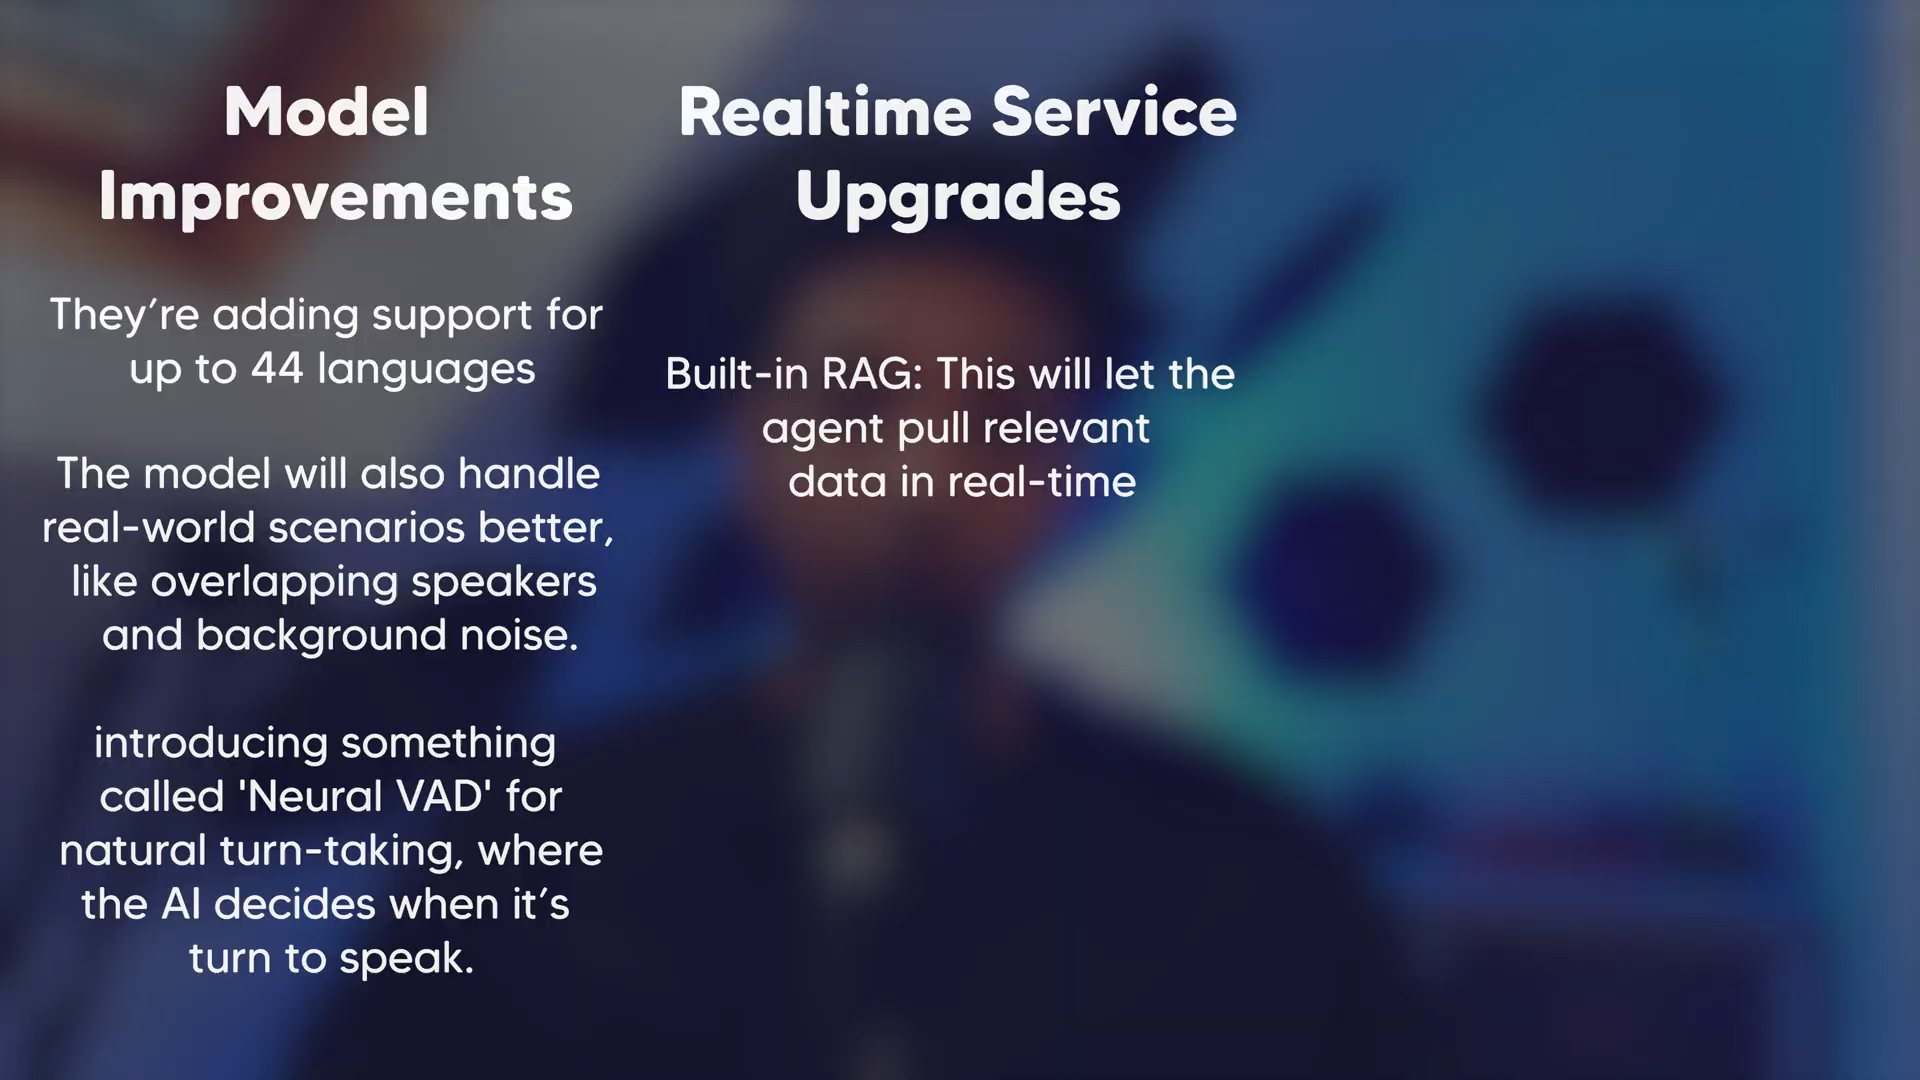 Model
Improvements
They’re adding support for
up to 44 languages
The model will also handle
real-world scenarios better,
like overlapping speakers
and background noise.
introducing something
called 'Neural VAD' for
natural turn-taking, where
the AI decides when it’s
turn to speak.
Realtime Service
Upgrades
Built-in RAG: This will let the
agent pull relevant
data in real-time